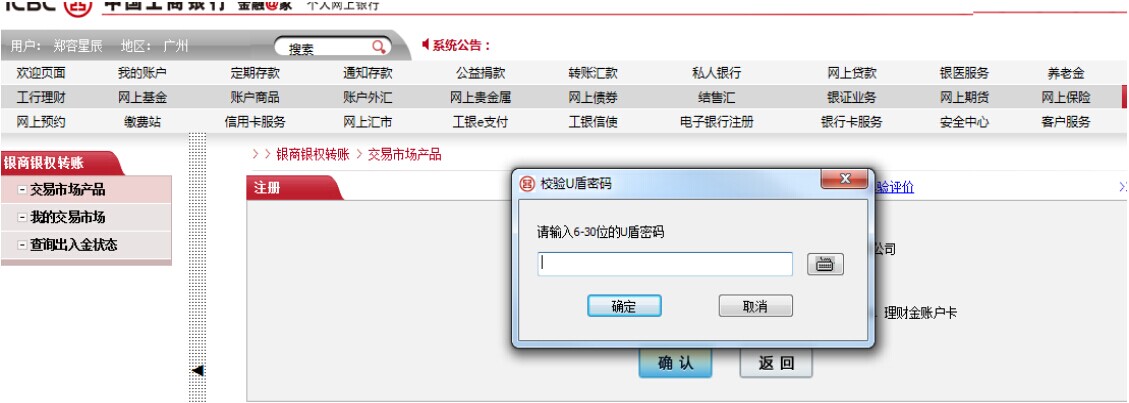 ICBC 中国工商银行 金融@家 个人网上银行
用户： 郑容星辰 地区： 广州 搜索 系统公告：
欢迎页面 我的账户 定期存款 通知存款 公益捐款 转账汇款 私人银行 网上贷款 银医服务 养老金
工行理财 网上基金 账户商品 账户外汇 网上贵金属 网上债券 结售汇 银证业务 网上期货 网上保险
网上预约 缴费站 信用卡服务 网上汇市 工银e支付 工银信使 电子银行注册 银行卡服务 安全中心 客户服务
>> 银商银权转账 > 交易市场产品
银商银权转账
- 交易市场产品
- 我的交易市场
- 查询出入金状态
注册
验评价
校验U盾密码
请输入6-30位的U盾密码
确定 取消
公司
理财金账户卡
确 认 返 回